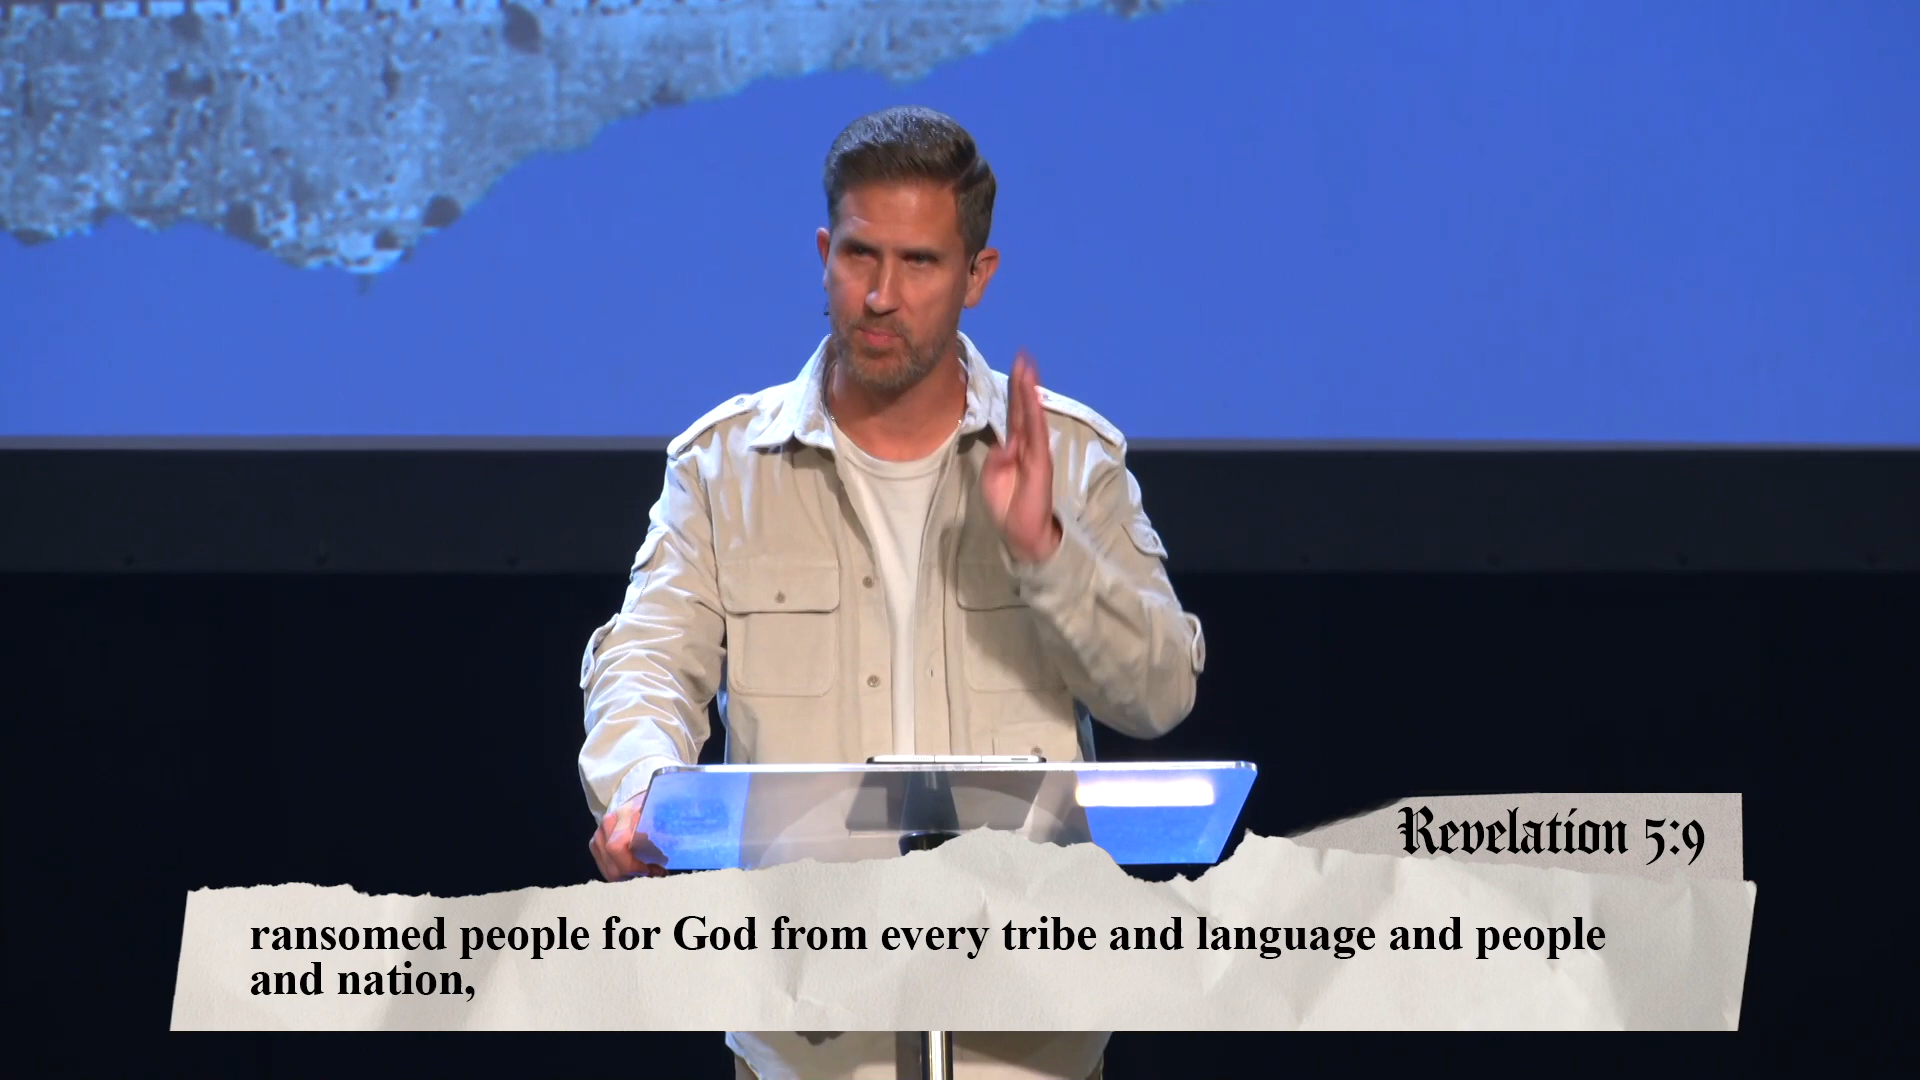 Revelation 5:9
ransomed people for God from every tribe and language and people
and nation,